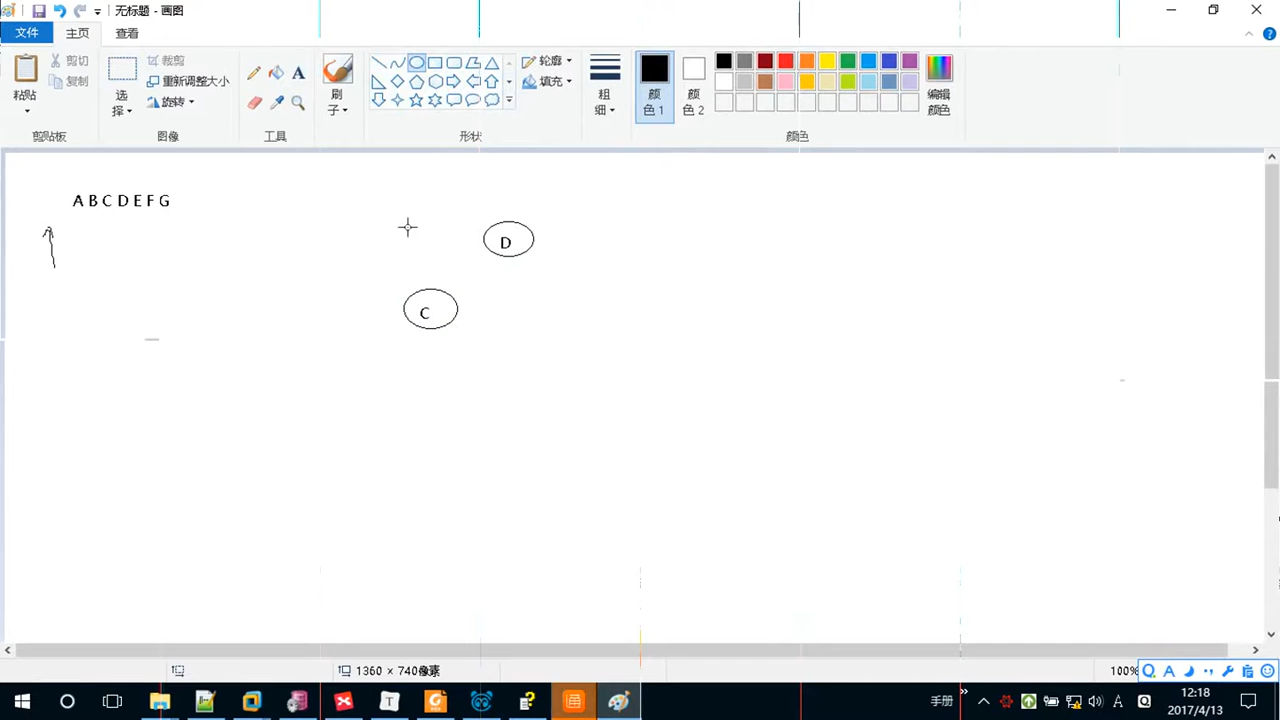 无标题 - 画图
文件 主页 查看
粘贴 剪切 复制
剪贴板
选择 裁剪 重新调整大小 旋转
图像
A
工具
刷子
轮廓 填充
形状
粗细
颜色 1 颜色 2
编辑颜色
颜色
A B C D E F G
D
C
1360 × 740像素
100%
手册
12:18
2017/4/13